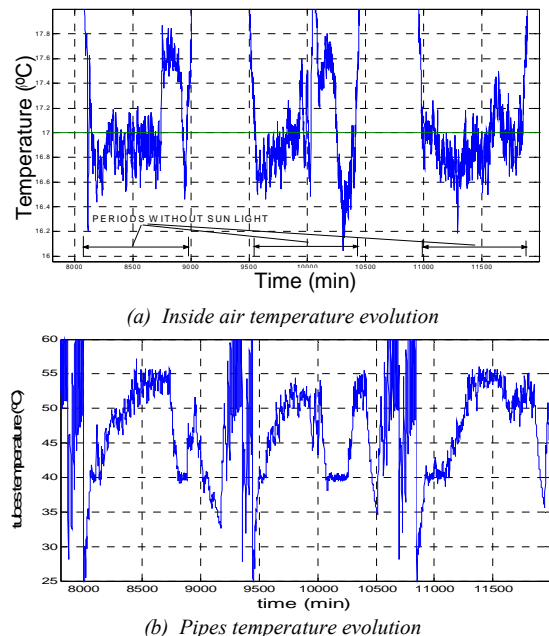 17.8
17.6
17.4
17.2
17
16.8
16.6
16.4
16.2
16
Temperature (ºC)
PERIODS WITHOUT SUN LIGHT
8000 8500 9000 9500 10000 10500 11000 11500
Time (min)
(a) Inside air temperature evolution
60
55
50
45
40
35
30
25
tubes temperature (ºC)
8000 8500 9000 9500 10000 10500 11000 11500
time (min)
(b) Pipes temperature evolution